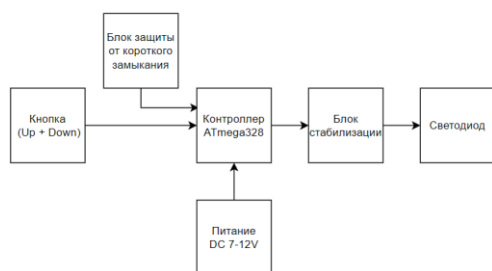 Блок защиты
от короткого
замыкания
Кнопка
(Up + Down)
Контроллер
ATmega328
Блок
стабилизации
Светодиод
Питание
DC 7-12V